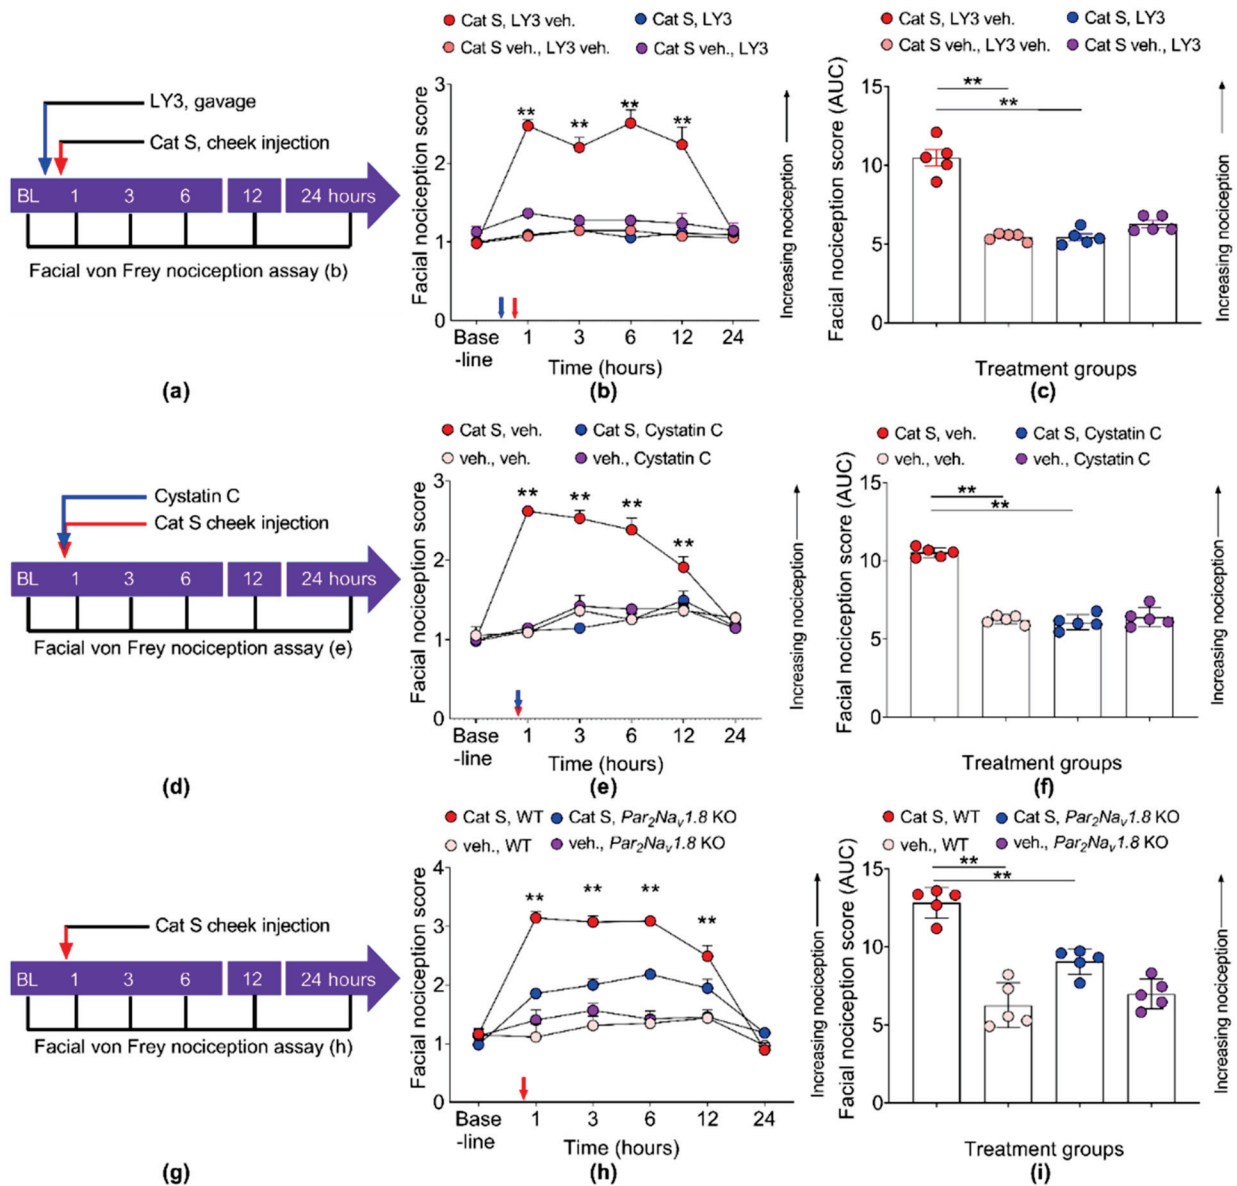 LY3, gavage
Cat S, cheek injection
BL 1 3 6 12 24 hours
Facial von Frey nociception assay (b)
(a)
Cat S, LY3 veh. Cat S, LY3
Cat S veh., LY3 veh. Cat S veh., LY3
Facial nociception score
3
2
1
0
** ** ** **
Base
-line
1 3 6 12 24
Time (hours)
Increasing nociception
(b)
Cat S, LY3 veh. Cat S, LY3
Cat S veh., LY3 veh. Cat S veh., LY3
Facial nociception score (AUC)
15
10
5
0
**
**
Treatment groups
Increasing nociception
(c)
Cystatin C
Cat S cheek injection
BL 1 3 6 12 24 hours
Facial von Frey nociception assay (e)
(d)
Cat S, veh. Cat S, Cystatin C
veh., veh. veh., Cystatin C
Facial nociception score
3
2
1
0
** ** ** **
Base
-line
1 3 6 12 24
Time (hours)
Increasing nociception
(e)
Cat S, veh. Cat S, Cystatin C
veh., veh. veh., Cystatin C
Facial nociception score (AUC)
15
10
5
0
**
**
Treatment groups
Increasing nociception
(f)
Cat S cheek injection
BL 1 3 6 12 24 hours
Facial von Frey nociception assay (h)
(g)
Cat S, WT Cat S, Par₂Naᵥ1.8 KO
veh., WT veh., Par₂Naᵥ1.8 KO
Facial nociception score
4
3
2
1
0
** ** ** **
Base
-line
1 3 6 12 24
Time (hours)
Increasing nociception
(h)
Cat S, WT Cat S, Par₂Naᵥ1.8 KO
veh., WT veh., Par₂Naᵥ1.8 KO
Facial nociception score (AUC)
15
10
5
0
**
**
Treatment groups
Increasing nociception
(i)